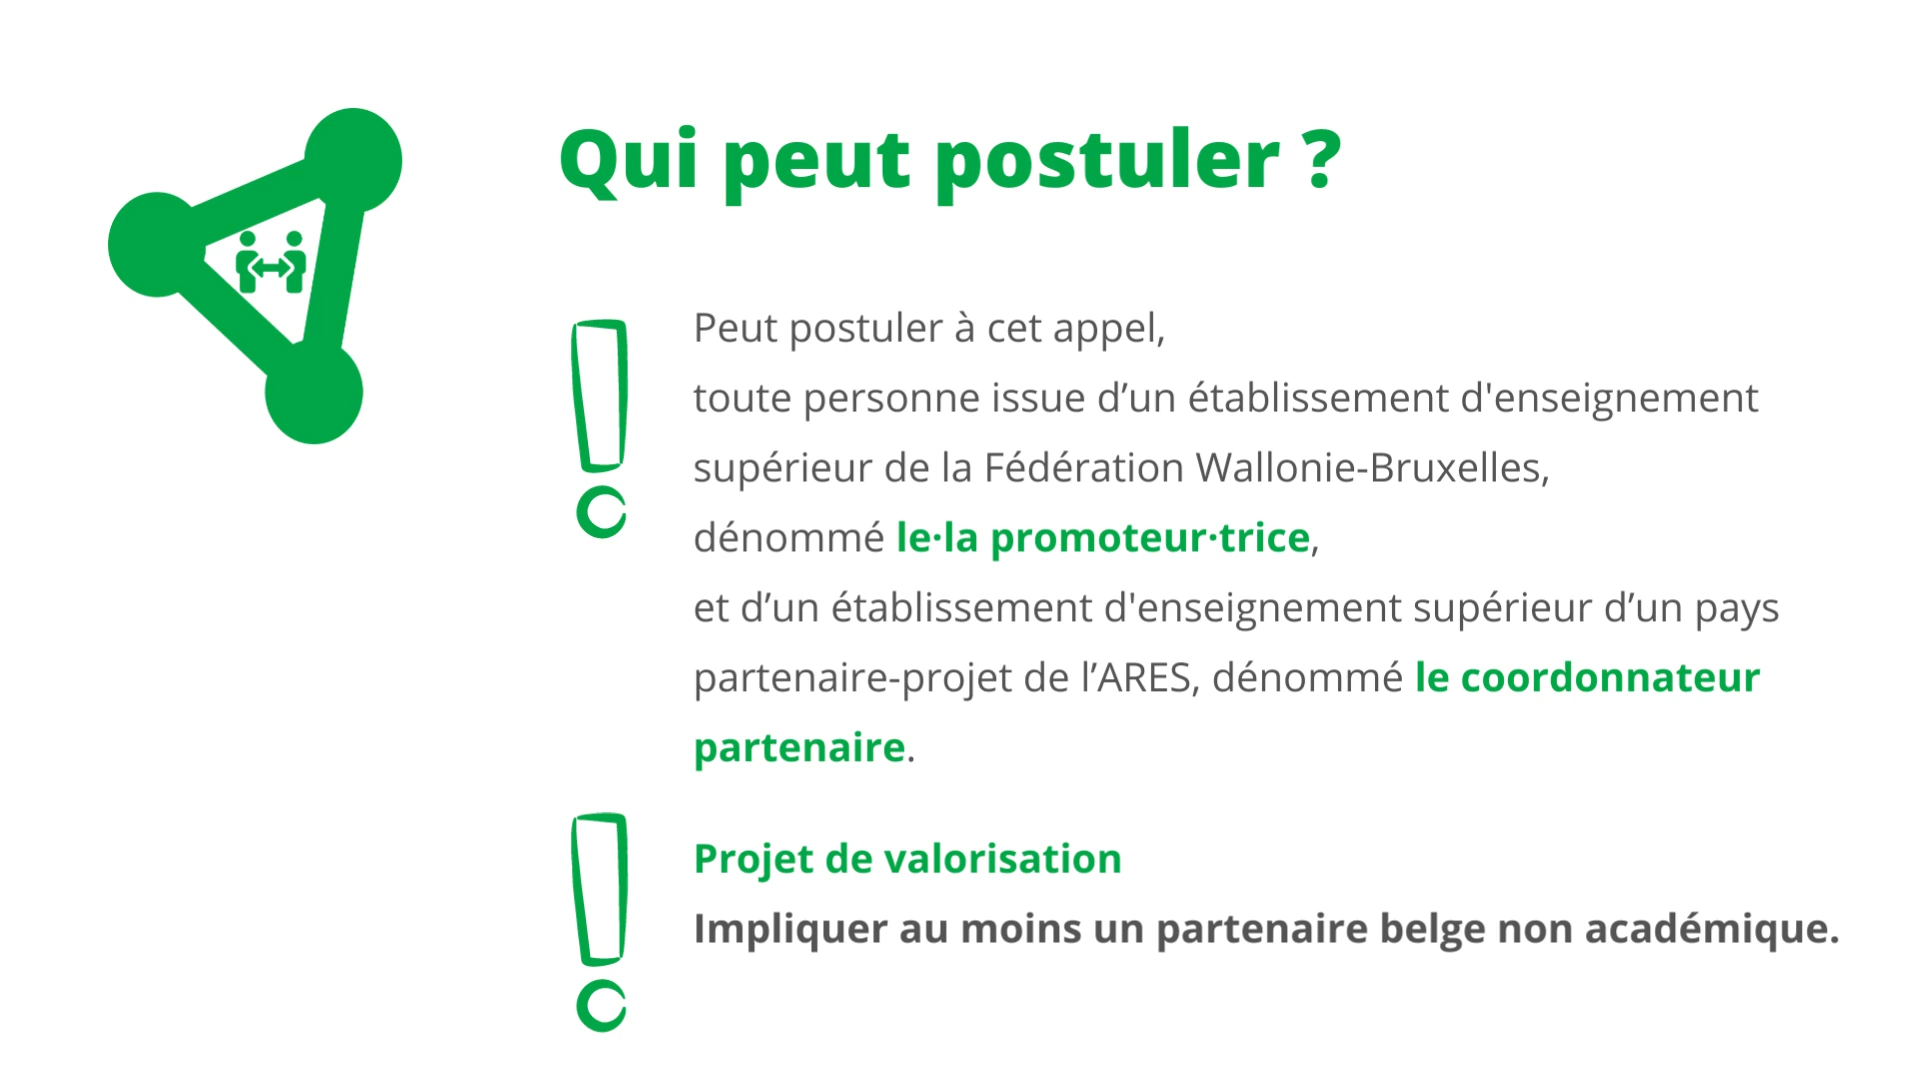 Qui peut postuler ?
Peut postuler à cet appel,
toute personne issue d’un établissement d'enseignement
supérieur de la Fédération Wallonie-Bruxelles,
dénommé le·la promoteur·trice,
et d’un établissement d'enseignement supérieur d’un pays
partenaire-projet de l’ARES, dénommé le coordonnateur
partenaire.
Projet de valorisation
Impliquer au moins un partenaire belge non académique.